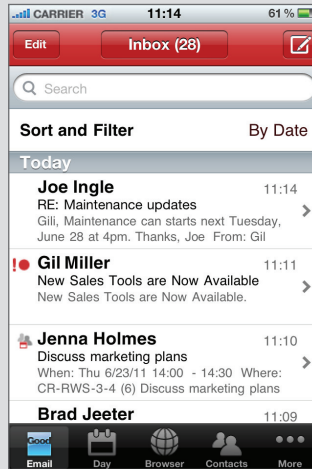 CARRIER 3G 11:14 61 %
Edit Inbox (28)
Search
Sort and Filter By Date
Today
Joe Ingle 11:14
RE: Maintenance updates
Gili, Maintenance can starts next Tuesday,
June 28 at 4pm. Thanks, Joe From: Gil
Gil Miller 11:11
New Sales Tools are Now Available
New Sales Tools are Now Available.
Jenna Holmes 11:10
Discuss marketing plans
When: Thu 6/23/11 14:00 - 14:30 Where:
CR-RWS-3-4 (6) Discuss marketing plans
Brad Jeeter 11:09
Good
Email Day Browser Contacts More